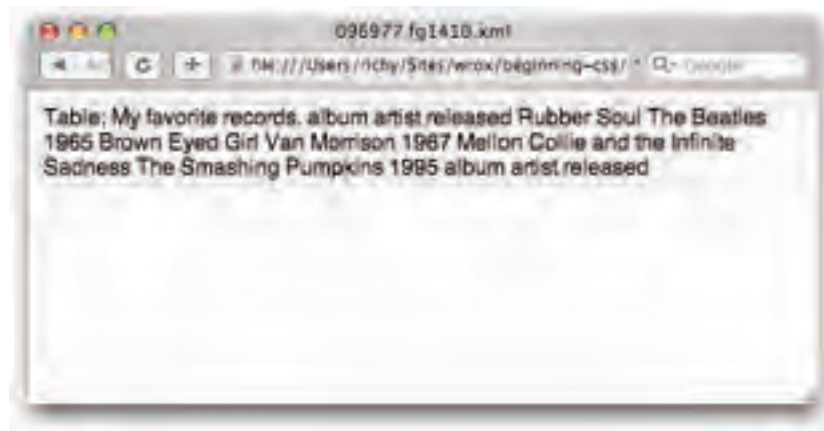 096977 fg1410.xml
file:///Users/richy/Sites/wrox/beginning-css/
Q- Google
Table; My favorite records. album artist released Rubber Soul The Beatles
1965 Brown Eyed Girl Van Morrison 1967 Mellon Collie and the Infinite
Sadness The Smashing Pumpkins 1995 album artist released